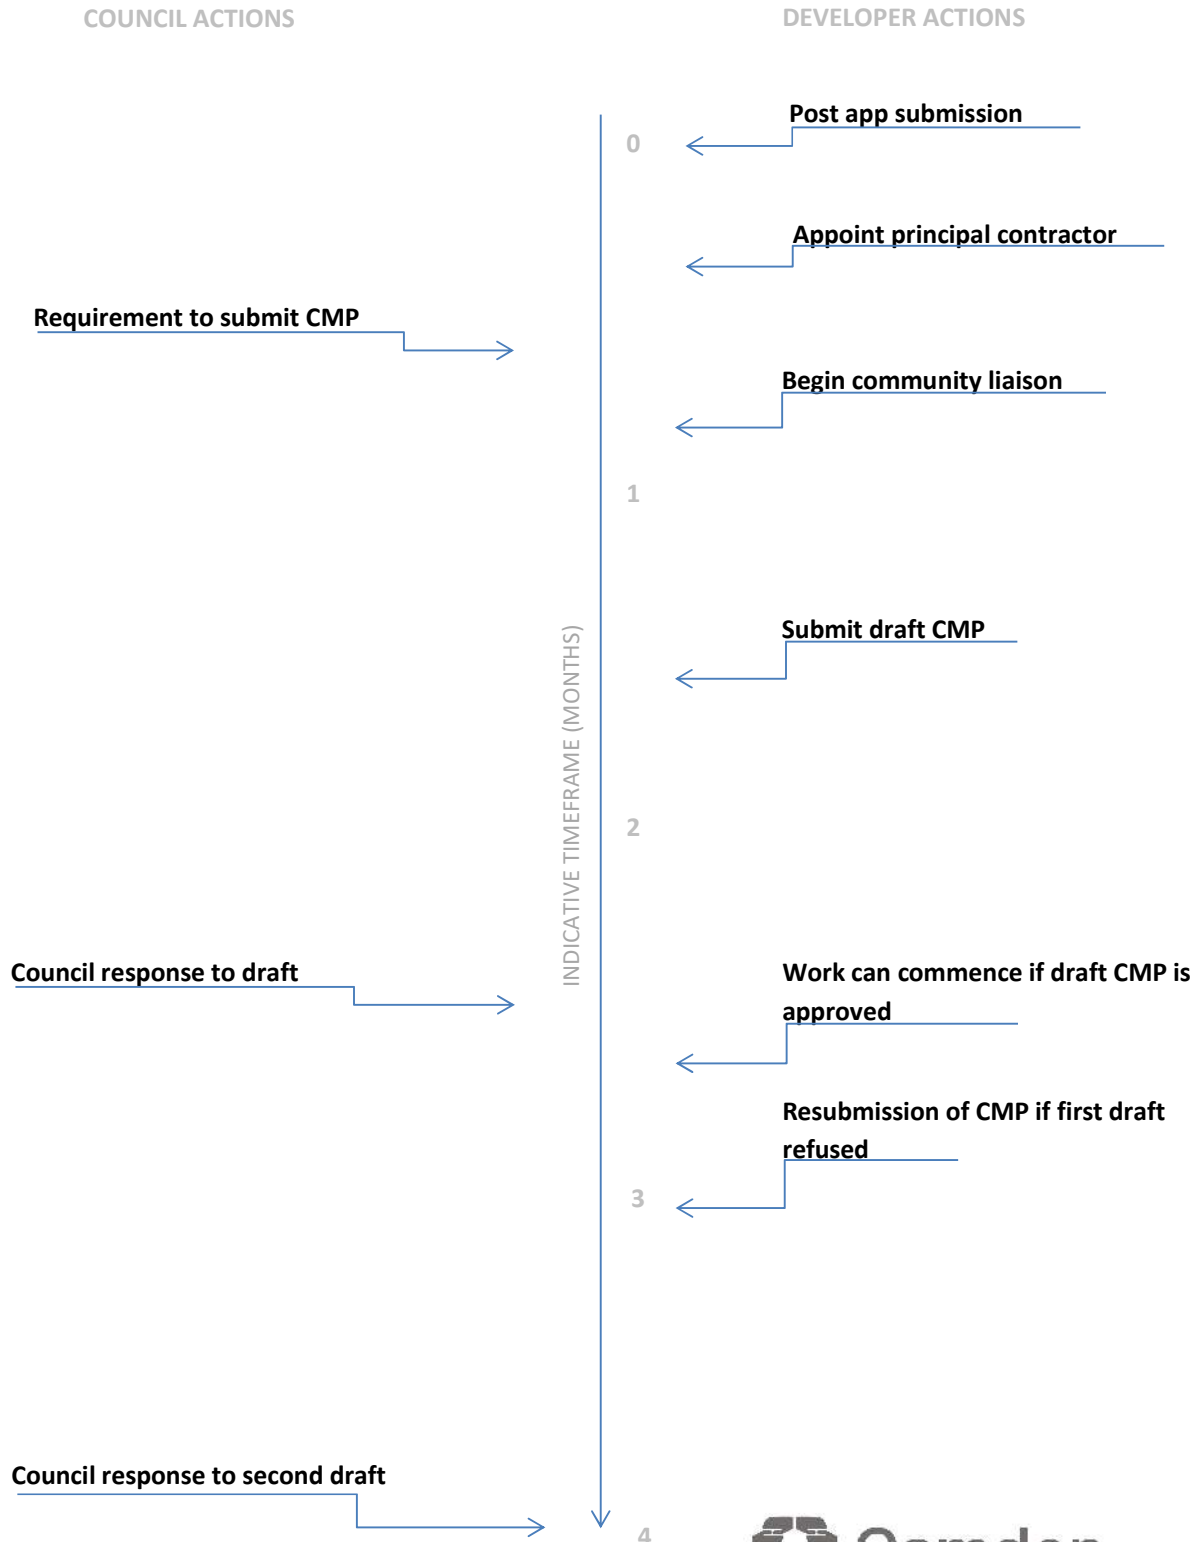 COUNCIL ACTIONS
DEVELOPER ACTIONS
Post app submission
0
Appoint principal contractor
Requirement to submit CMP
Begin community liaison
1
Submit draft CMP
INDICATIVE TIMEFRAME (MONTHS)
2
Council response to draft
Work can commence if draft CMP is
approved
Resubmission of CMP if first draft
refused
3
Council response to second draft
4
Camden